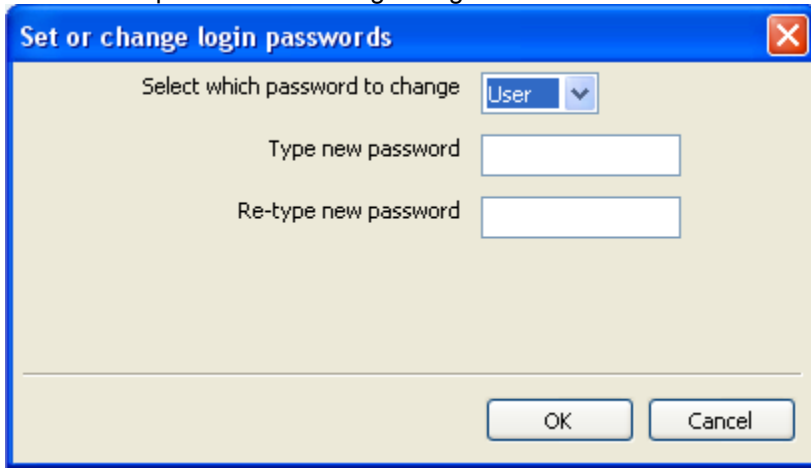 Set or change login passwords
Select which password to change User
Type new password
Re-type new password
OK Cancel